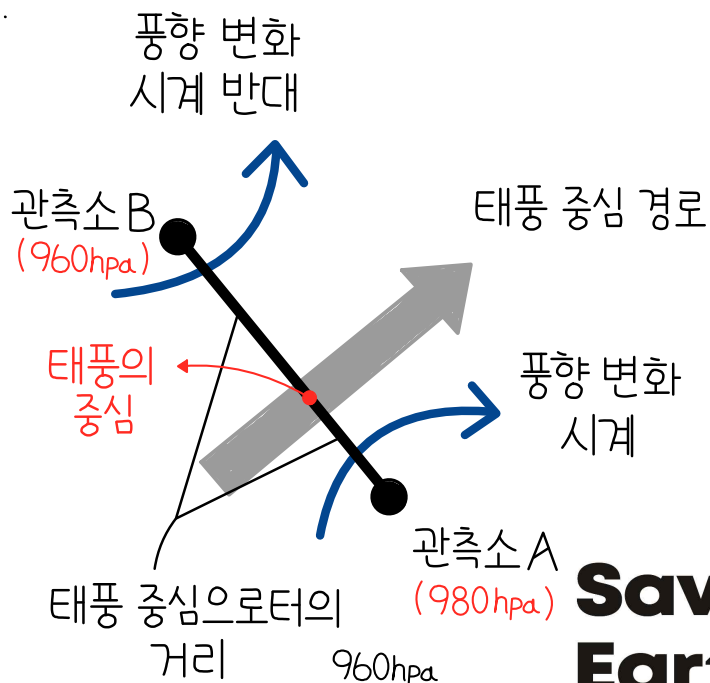 풍향 변화
시계 반대
관측소 B
(960hpa)
태풍 중심 경로
태풍의
중심
풍향 변화
시계
관측소 A
(980hpa)
태풍 중심으로터의
거리
960hpa
Sav